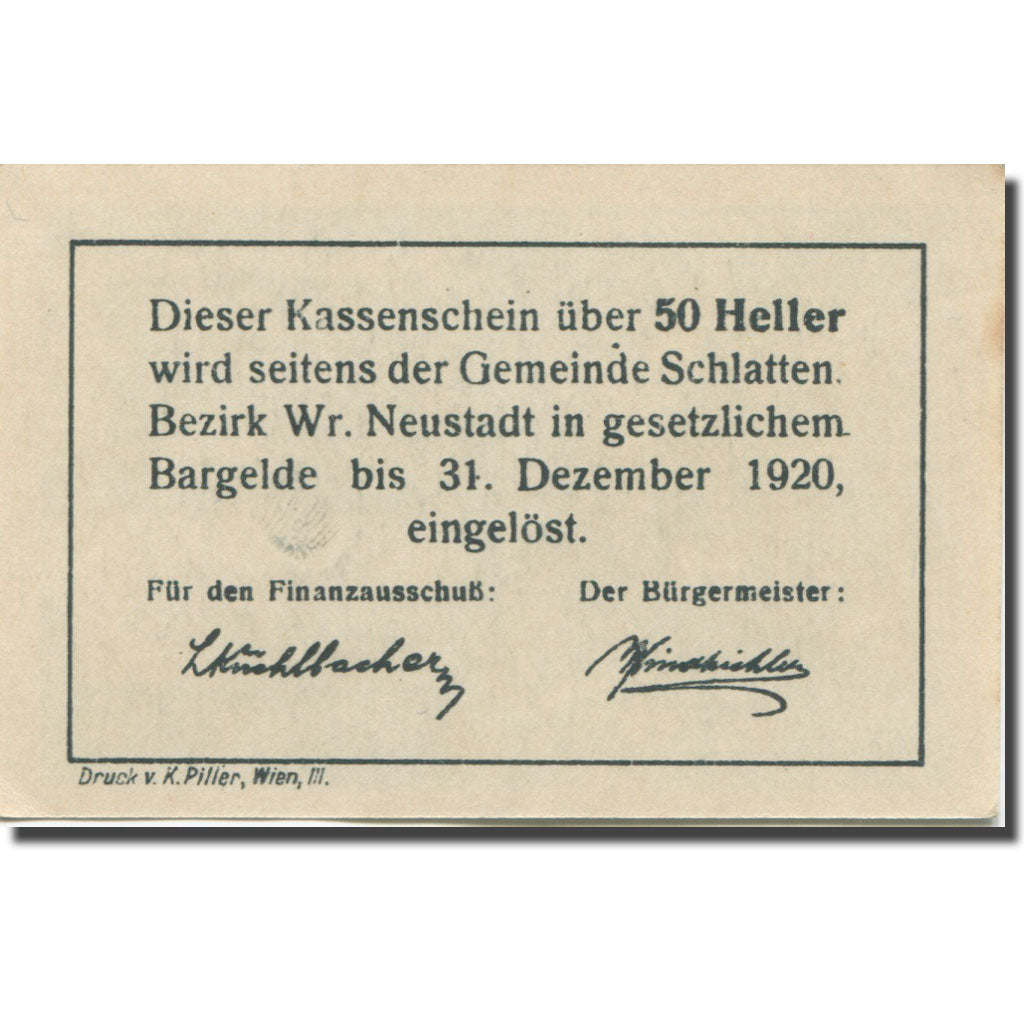 Dieser Kassenschein über 50 Heller
wird seitens der Gemeinde Schlatten,
Bezirk Wr. Neustadt in gesetzlichem
Bargelde bis 31. Dezember 1920,
eingelöst.
Für den Finanzausschuß: Der Bürgermeister:
Druck v. K. Piller, Wien, III.